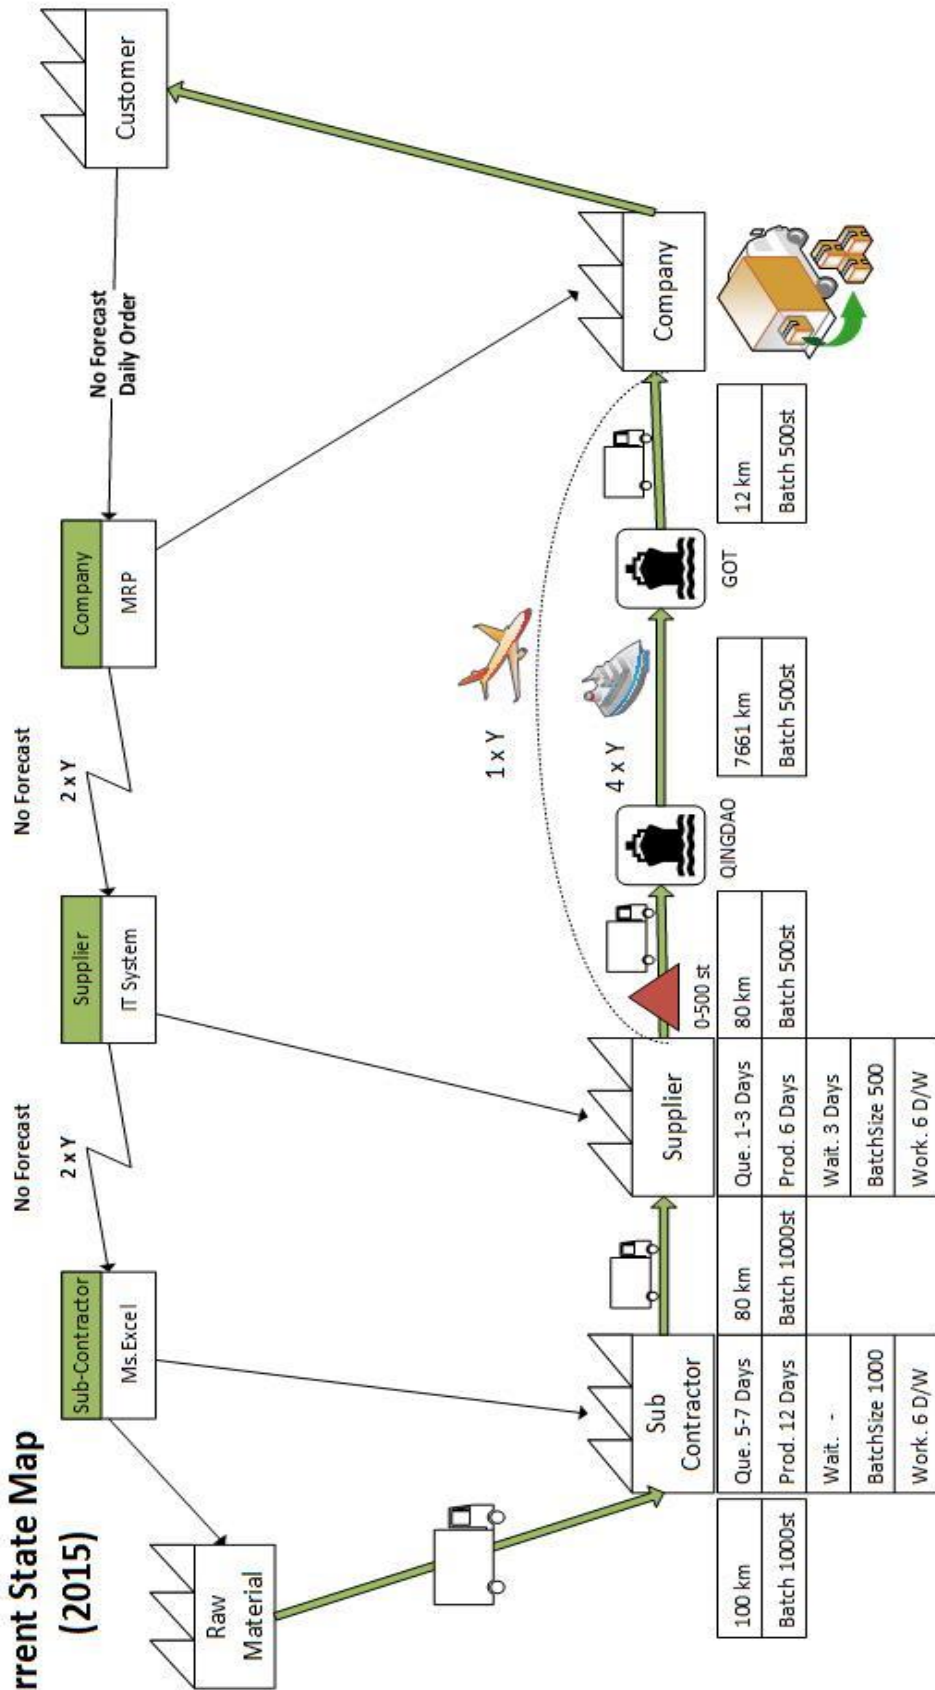 rrent State Map
(2015)
No Forecast
2 x Y
No Forecast
2 x Y
No Forecast
Daily Order
Sub-Contractor
Ms.Excel
Supplier
IT System
Company
MRP
Customer
Raw
Material
1 x Y
4 x Y
Sub
Contractor
Supplier
0-500 st
QINGDAO
GOT
Company
100 km
Batch 1000st
Que. 5-7 Days
Prod. 12 Days
Wait. -
BatchSize 1000
Work. 6 D/W
80 km
Batch 1000st
Que. 1-3 Days
Prod. 6 Days
Wait. 3 Days
BatchSize 500
Work. 6 D/W
80 km
Batch 500st
7661 km
Batch 500st
12 km
Batch 500st